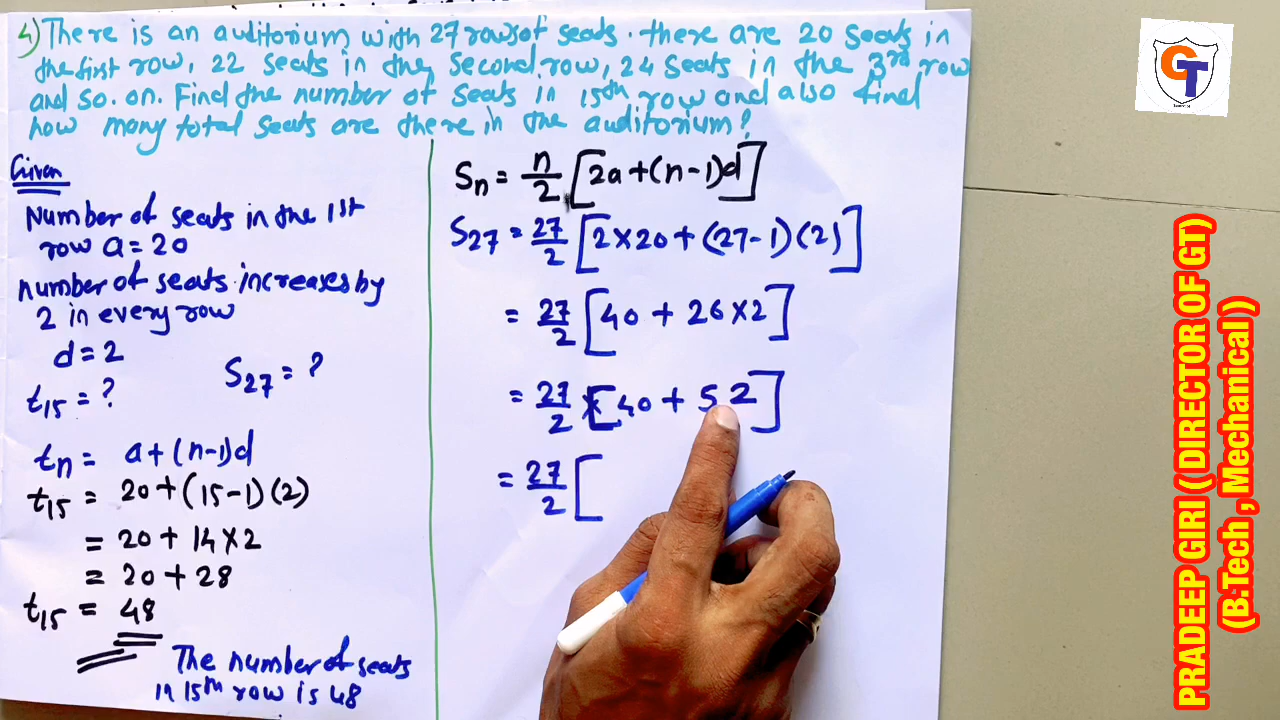 4) There is an auditorium with 27 rows of seats. there are 20 seats in
the first row, 22 seats in the second row, 24 seats in the 3rd row
and so. on. Find the number of seats in 15th row and also find
how many total seats are there in the auditorium?
Given
Number of seats in the 1st
row a = 20
number of seats increases by
2 in every row
d = 2
t15 = ?
S27 = ?
tn = a+(n-1)d
t15 = 20+(15-1)(2)
= 20+14×2
= 20+28
t15 = 48
The number of seats
in 15th row is 48
Sn = n/2 [2a+(n-1)d]
S27 = 27/2 [2×20+(27-1)(2)]
= 27/2 [40 + 26×2]
= 27/2 × [40 + 52]
= 27/2 [
GT
PRADEEP GIRI ( DIRECTOR OF GT)
(B.Tech , Mechanical )